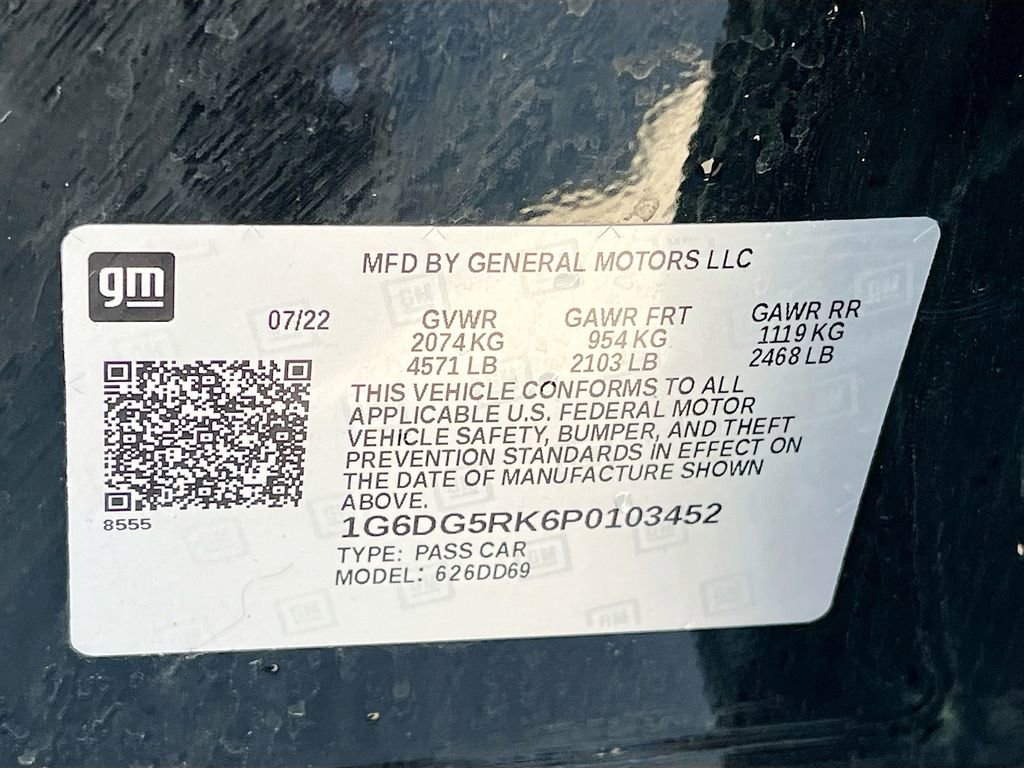 gm
MFD BY GENERAL MOTORS LLC
07/22 GVWR GAWR FRT GAWR RR
2074 KG 954 KG 1119 KG
4571 LB 2103 LB 2468 LB
THIS VEHICLE CONFORMS TO ALL
APPLICABLE U.S. FEDERAL MOTOR
VEHICLE SAFETY, BUMPER, AND THEFT
PREVENTION STANDARDS IN EFFECT ON
THE DATE OF MANUFACTURE SHOWN
ABOVE.
8555
1G6DG5RK6P0103452
TYPE: PASS CAR
MODEL: 626DD69